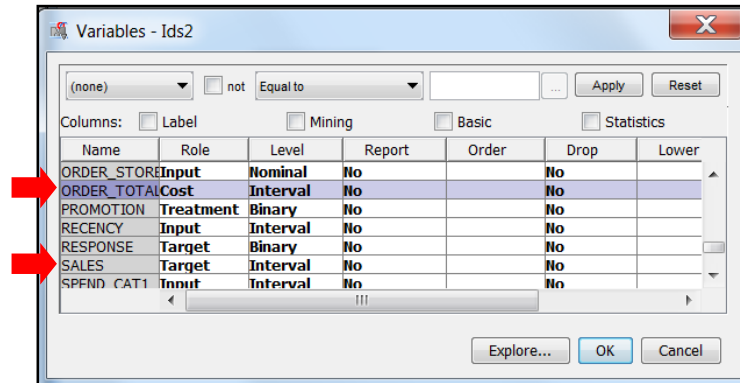 Variables - Ids2
(none) not Equal to ... Apply Reset
Columns: Label Mining Basic Statistics
Name Role Level Report Order Drop Lower
ORDER_STORE Input Nominal No No
ORDER_TOTAL Cost Interval No No
PROMOTION Treatment Binary No No
RECENCY Input Interval No No
RESPONSE Target Binary No No
SALES Target Interval No No
SPEND_CAT1 Input Interval No No
Explore... OK Cancel